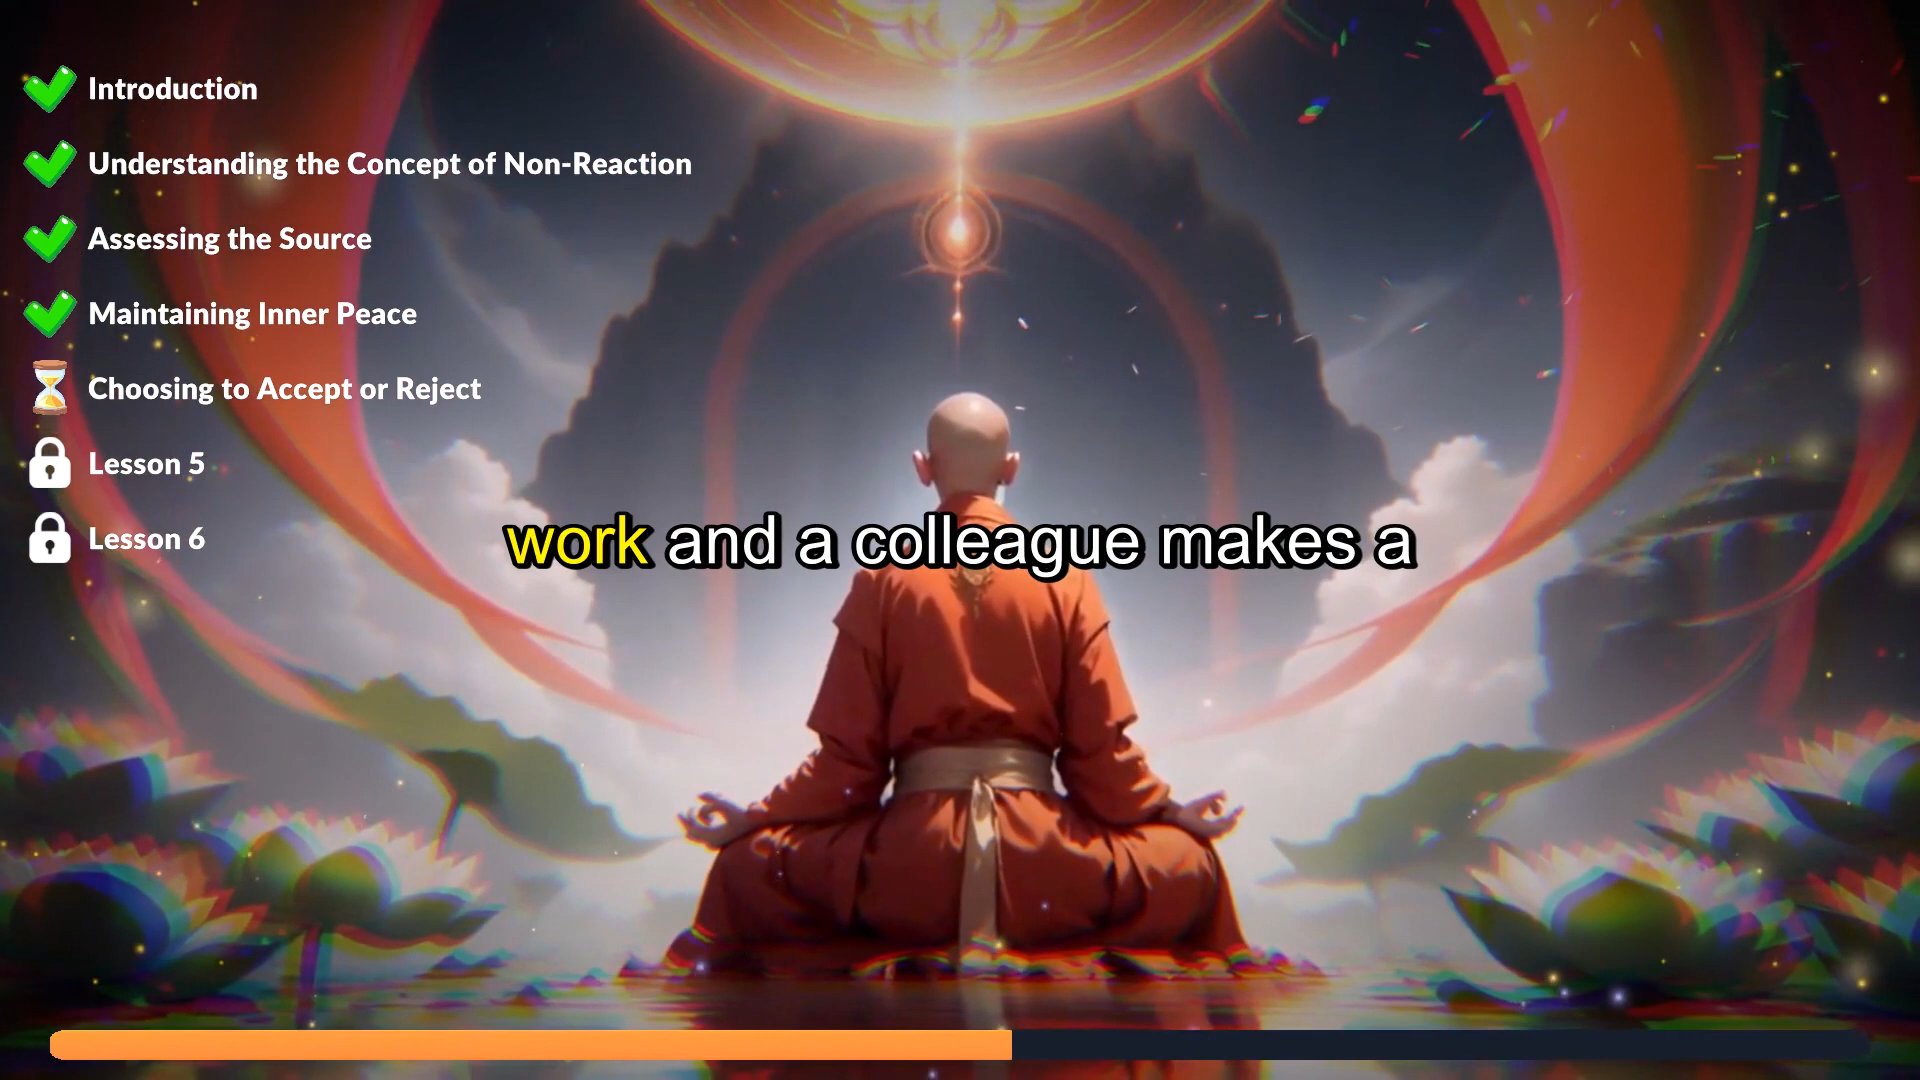 Introduction
Understanding the Concept of Non-Reaction
Assessing the Source
Maintaining Inner Peace
Choosing to Accept or Reject
Lesson 5
Lesson 6
work and a colleague makes a